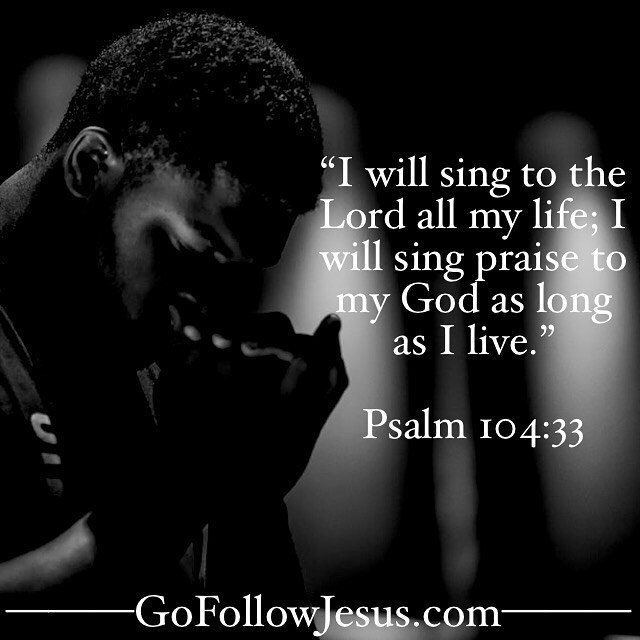 “I will sing to the
Lord all my life; I
will sing praise to
my God as long
as I live.”
Psalm 104:33
GoFollowJesus.com